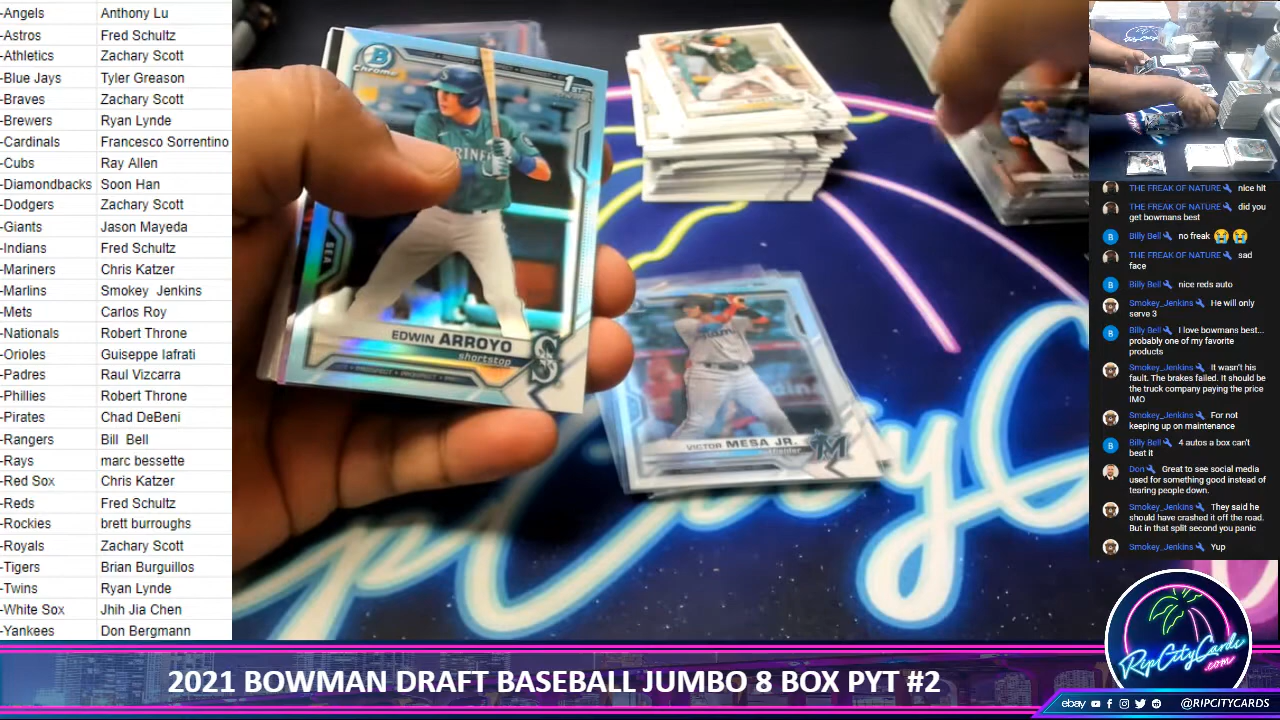 -Angels Anthony Lu
-Astros Fred Schultz
-Athletics Zachary Scott
-Blue Jays Tyler Greason
-Braves Zachary Scott
-Brewers Ryan Lynde
-Cardinals Francesco Sorrentino
-Cubs Ray Allen
-Diamondbacks Soon Han
-Dodgers Zachary Scott
-Giants Jason Mayeda
-Indians Fred Schultz
-Mariners Chris Katzer
-Marlins Smokey Jenkins
-Mets Carlos Roy
-Nationals Robert Throne
-Orioles Guiseppe Iafrati
-Padres Raul Vizcarra
-Phillies Robert Throne
-Pirates Chad DeBeni
-Rangers Bill Bell
-Rays marc bessette
-Red Sox Chris Katzer
-Reds Fred Schultz
-Rockies brett burroughs
-Royals Zachary Scott
-Tigers Brian Burguillos
-Twins Ryan Lynde
-White Sox Jhih Jia Chen
-Yankees Don Bergmann
B
Chrome
1ST
SEA
EDWIN ARROYO
shortstop
VICTOR MESA JR.
M
THE FREAK OF NATURE nice hit
THE FREAK OF NATURE did you
get bowmans best
B Billy Bell no freak 😭 😭
THE FREAK OF NATURE sad
face
B Billy Bell nice reds auto
Smokey_Jenkins He will only
serve 3
B Billy Bell I love bowmans best...
probably one of my favorite
products
Smokey_Jenkins It wasn't his
fault. The brakes failed. It should be
the truck company paying the price
IMO
Smokey_Jenkins For not
keeping up on maintenance
B Billy Bell 4 autos a box can't
beat it
Don Great to see social media
used for something good instead of
tearing people down.
Smokey_Jenkins They said he
should have crashed it off the road.
But in that split second you panic
Smokey_Jenkins Yup
RipCityCards
.com
2021 BOWMAN DRAFT BASEBALL JUMBO 8 BOX PYT #2
ebay @RIPCITYCARDS